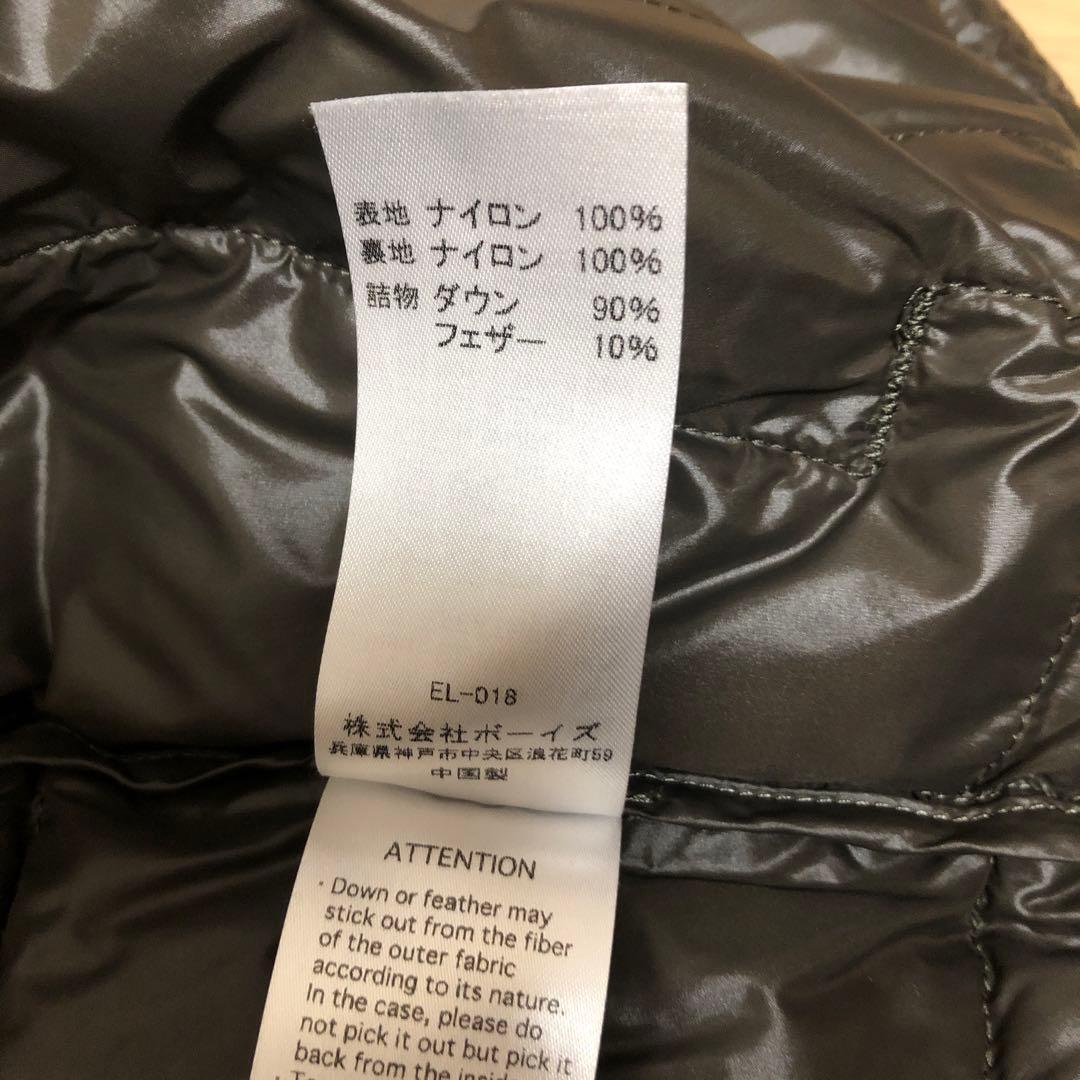 表地 ナイロン 100%
裏地 ナイロン 100%
詰物 ダウン 90%
フェザー 10%
EL-018
株式会社ボーイズ
兵庫県神戸市中央区浪花町59
中国製
ATTENTION
・Down or feather may
stick out from the fiber
of the outer fabric
according to its nature.
In the case, please do
not pick it out but pick it
back from the